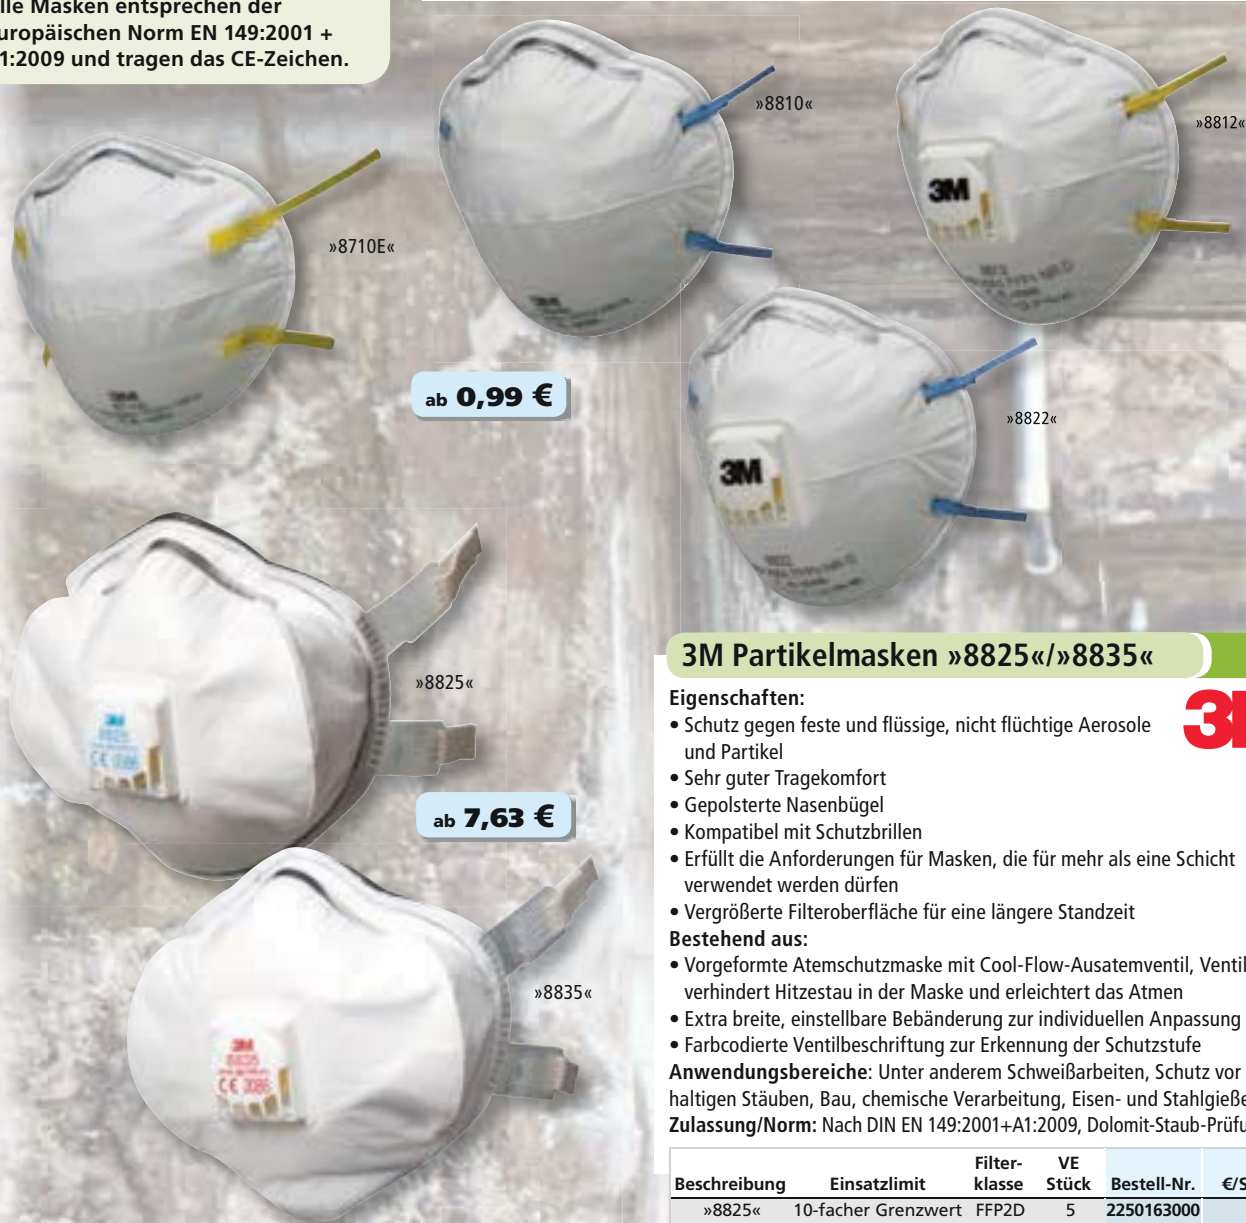 lle Masken entsprechen der
uropäischen Norm EN 149:2001 +
1:2009 und tragen das CE-Zeichen.
»8810«
»8812«
»8710E«
3M
ab 0,99 €
»8822«
3M
»8825«
3M
8825
ab 7,63 €
»8835«
3M
8835
CE 0086
3M Partikelmasken »8825«/»8835«
Eigenschaften:
• Schutz gegen feste und flüssige, nicht flüchtige Aerosole
und Partikel
• Sehr guter Tragekomfort
• Gepolsterte Nasenbügel
• Kompatibel mit Schutzbrillen
• Erfüllt die Anforderungen für Masken, die für mehr als eine Schicht
verwendet werden dürfen
• Vergrößerte Filteroberfläche für eine längere Standzeit
Bestehend aus:
• Vorgeformte Atemschutzmaske mit Cool-Flow-Ausatemventil, Ventil
verhindert Hitzestau in der Maske und erleichtert das Atmen
• Extra breite, einstellbare Bebänderung zur individuellen Anpassung
• Farbcodierte Ventilbeschriftung zur Erkennung der Schutzstufe
Anwendungsbereiche: Unter anderem Schweißarbeiten, Schutz vor
haltigen Stäuben, Bau, chemische Verarbeitung, Eisen- und Stahlgieße
Zulassung/Norm: Nach DIN EN 149:2001+A1:2009, Dolomit-Staub-Prüfu
Beschreibung Einsatzlimit Filter-klasse VE Stück Bestell-Nr. €/S
»8825« 10-facher Grenzwert FFP2D 5 2250163000